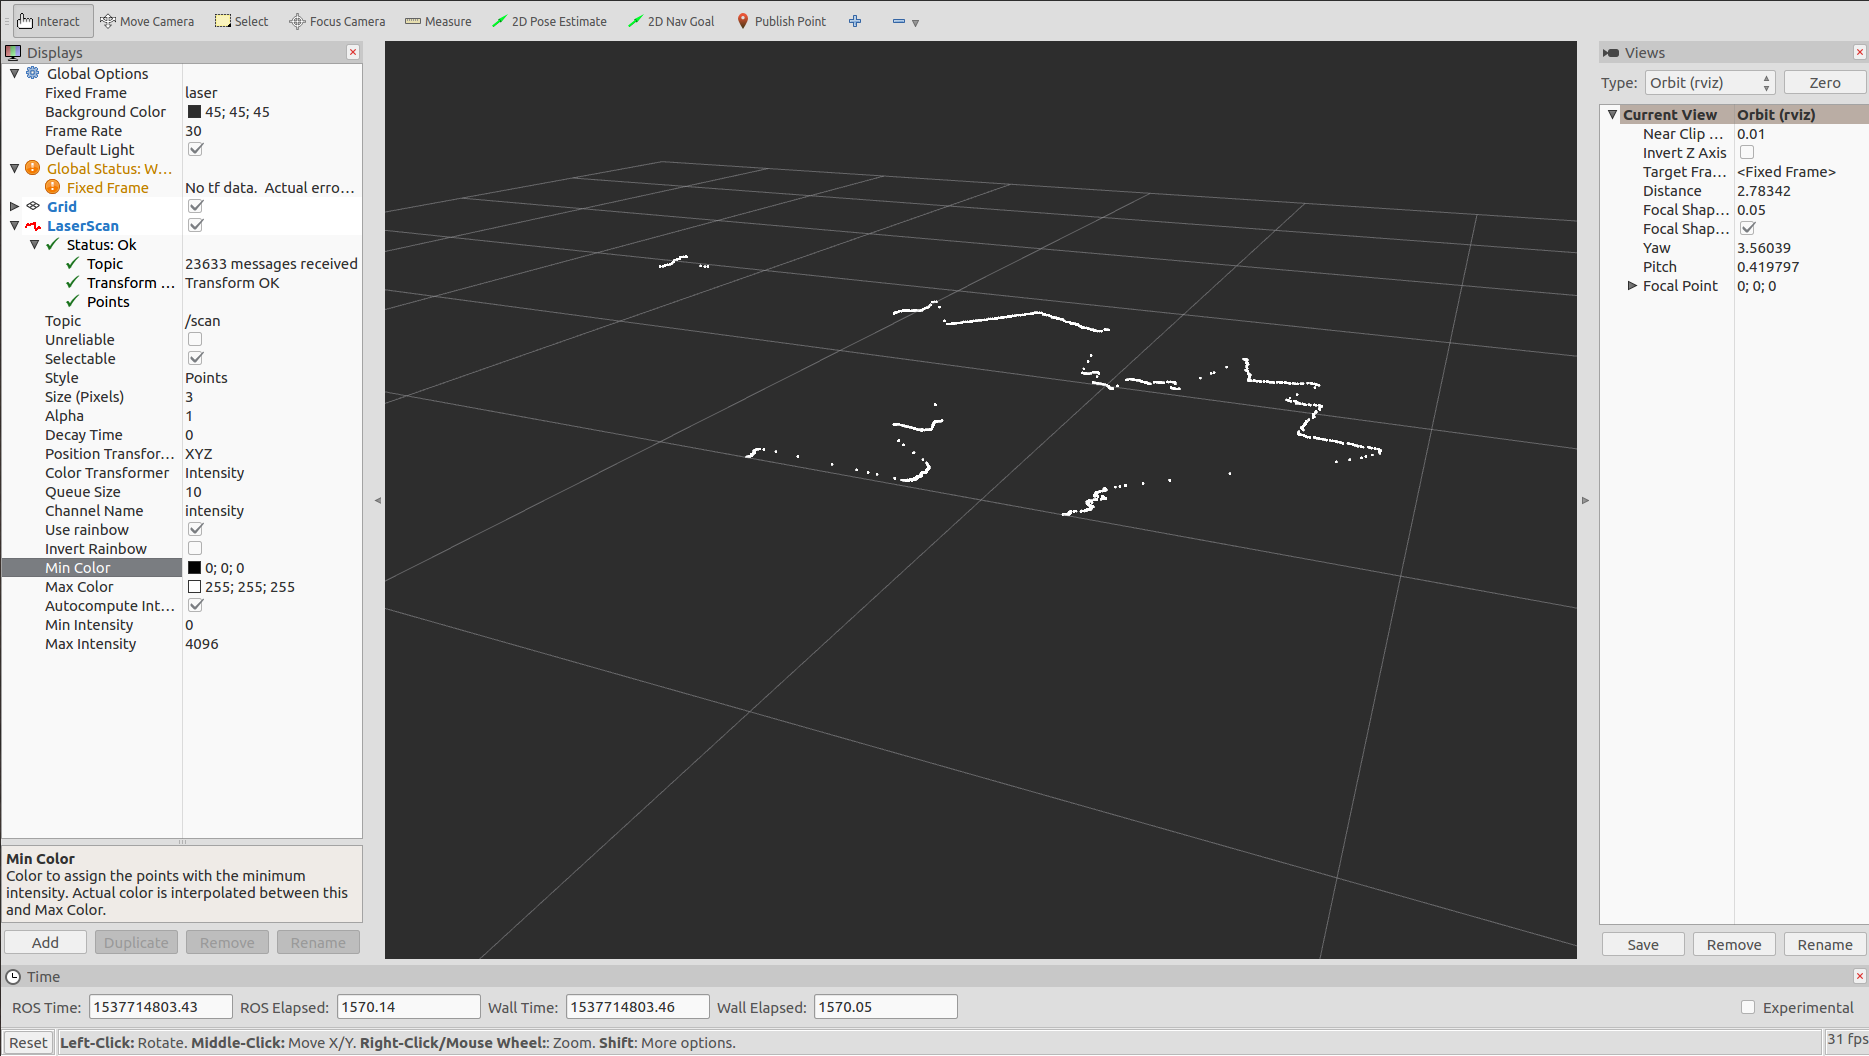 Interact Move Camera Select Focus Camera Measure 2D Pose Estimate 2D Nav Goal Publish Point
Displays
Global Options
Fixed Frame laser
Background Color 45; 45; 45
Frame Rate 30
Default Light
Global Status: W...
Fixed Frame No tf data. Actual erro...
Grid
LaserScan
Status: Ok
Topic 23633 messages received
Transform ... Transform OK
Points
Topic /scan
Unreliable
Selectable
Style Points
Size (Pixels) 3
Alpha 1
Decay Time 0
Position Transfor... XYZ
Color Transformer Intensity
Queue Size 10
Channel Name intensity
Use rainbow
Invert Rainbow
Min Color 0; 0; 0
Max Color 255; 255; 255
Autocompute Int...
Min Intensity 0
Max Intensity 4096
Min Color
Color to assign the points with the minimum
intensity. Actual color is interpolated between this
and Max Color.
Add Duplicate Remove Rename
Views
Type: Orbit (rviz) Zero
Current View Orbit (rviz)
Near Clip ... 0.01
Invert Z Axis
Target Fra... <Fixed Frame>
Distance 2.78342
Focal Shap... 0.05
Focal Shap...
Yaw 3.56039
Pitch 0.419797
Focal Point 0; 0; 0
Save Remove Rename
Time
ROS Time: 1537714803.43 ROS Elapsed: 1570.14 Wall Time: 1537714803.46 Wall Elapsed: 1570.05 Experimental
Reset Left-Click: Rotate. Middle-Click: Move X/Y. Right-Click/Mouse Wheel:: Zoom. Shift: More options. 31 fps